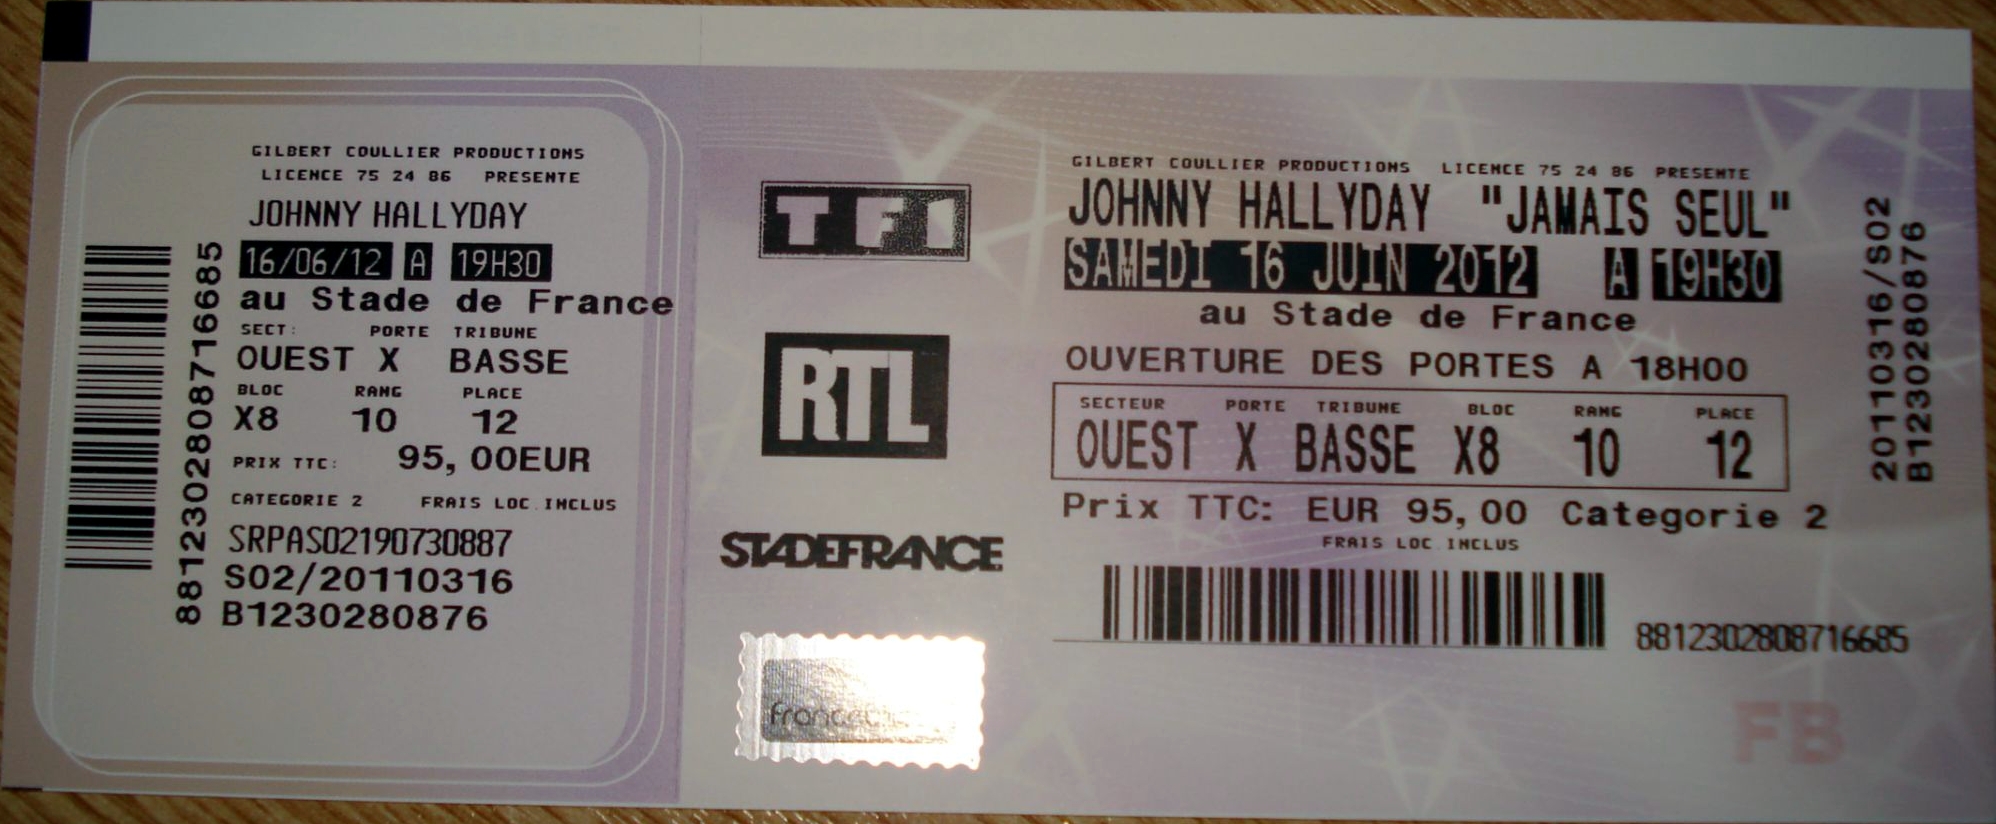 GILBERT COULLIER PRODUCTIONS
LICENCE 75 24 86 PRESENTE
JOHNNY HALLYDAY
16/06/12 A 19H30
au Stade de France
SECT: PORTE TRIBUNE
OUEST X BASSE
BLOC RANG PLACE
X8 10 12
PRIX TTC: 95,00EUR
CATEGORIE 2 FRAIS LOC.INCLUS
SRPAS02190730887
S02/20110316
B1230280876
8812302808716685
TF1
RTL
STADEFRANCE
GILBERT COULLIER PRODUCTIONS LICENCE 75 24 86 PRESENTE
JOHNNY HALLYDAY "JAMAIS SEUL"
SAMEDI 16 JUIN 2012 A 19H30
au Stade de France
OUVERTURE DES PORTES A 18H00
SECTEUR PORTE TRIBUNE BLOC RANG PLACE
OUEST X BASSE X8 10 12
Prix TTC: EUR 95,00 Categorie 2
FRAIS LOC.INCLUS
8812302808716685
20110316/S02
B1230280876
FB